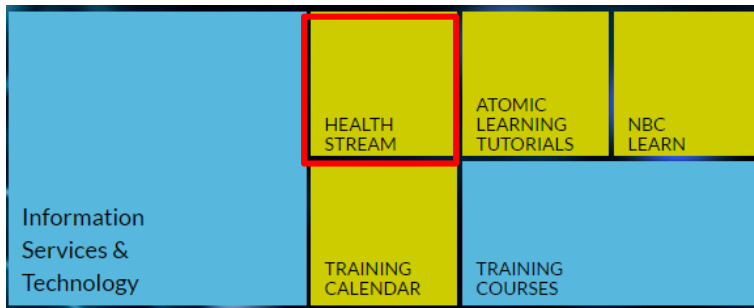 Information
Services &
Technology
HEALTH
STREAM
ATOMIC
LEARNING
TUTORIALS
NBC
LEARN
TRAINING
CALENDAR
TRAINING
COURSES